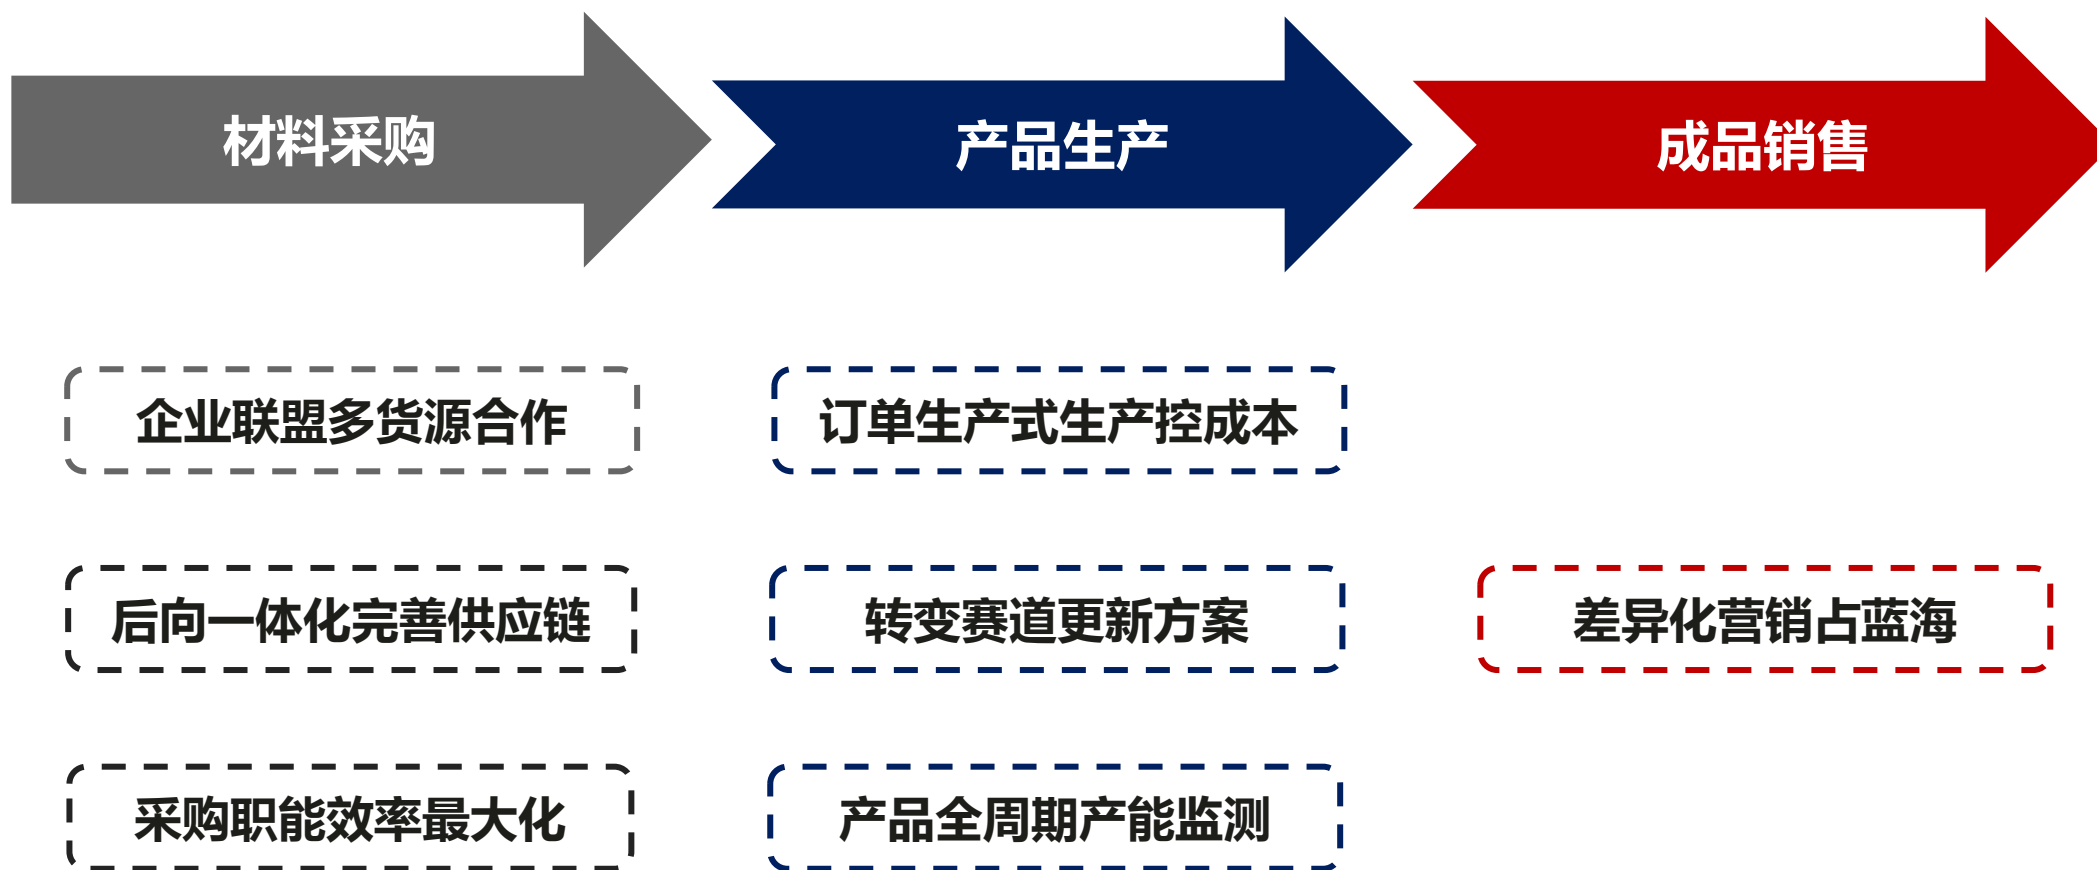 材料采购
产品生产
成品销售
企业联盟多货源合作
订单生产式生产控成本
后向一体化完善供应链
转变赛道更新方案
差异化营销占蓝海
采购职能效率最大化
产品全周期产能监测